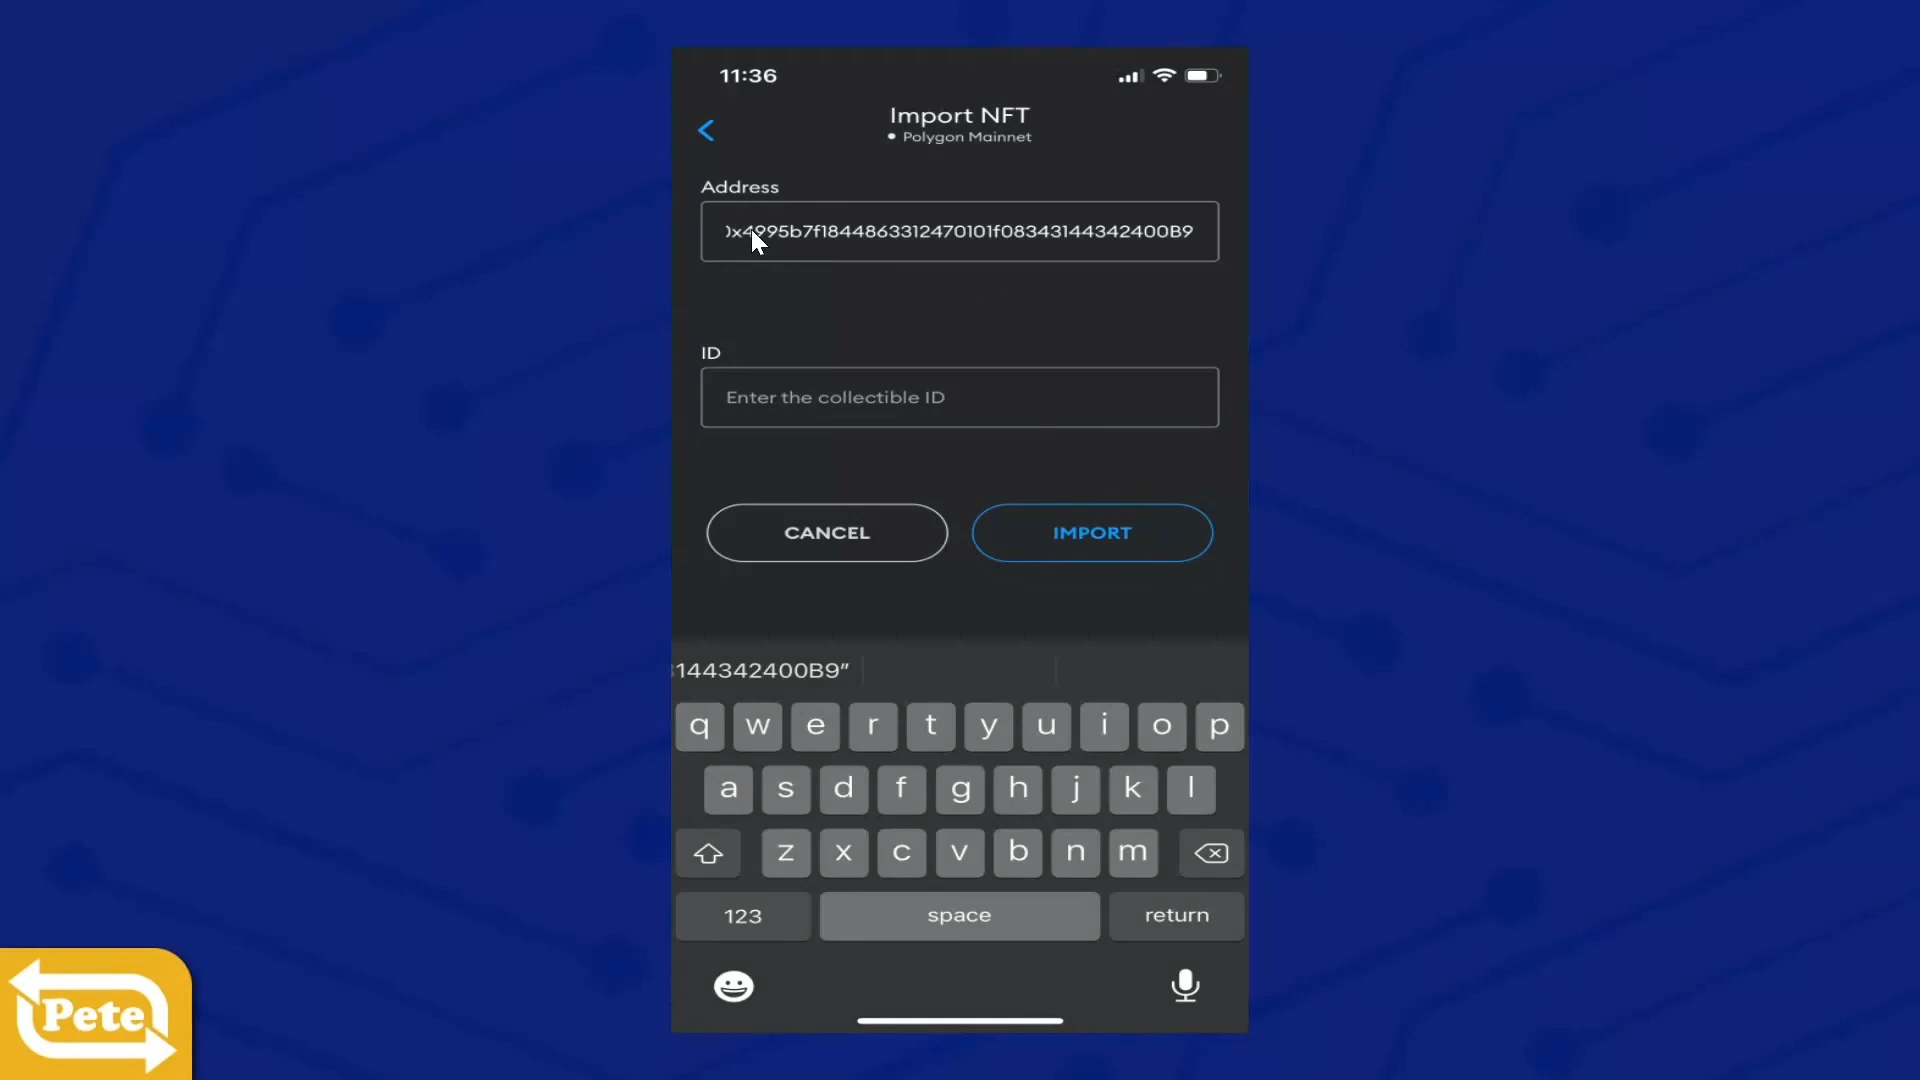 11:36
Import NFT
Polygon Mainnet
Address
0x4995b7f1844863312470101f08343144342400B9
ID
Enter the collectible ID
CANCEL
IMPORT
144342400B9"
q w e r t y u i o p
a s d f g h j k l
z x c v b n m
123 space return
Pete